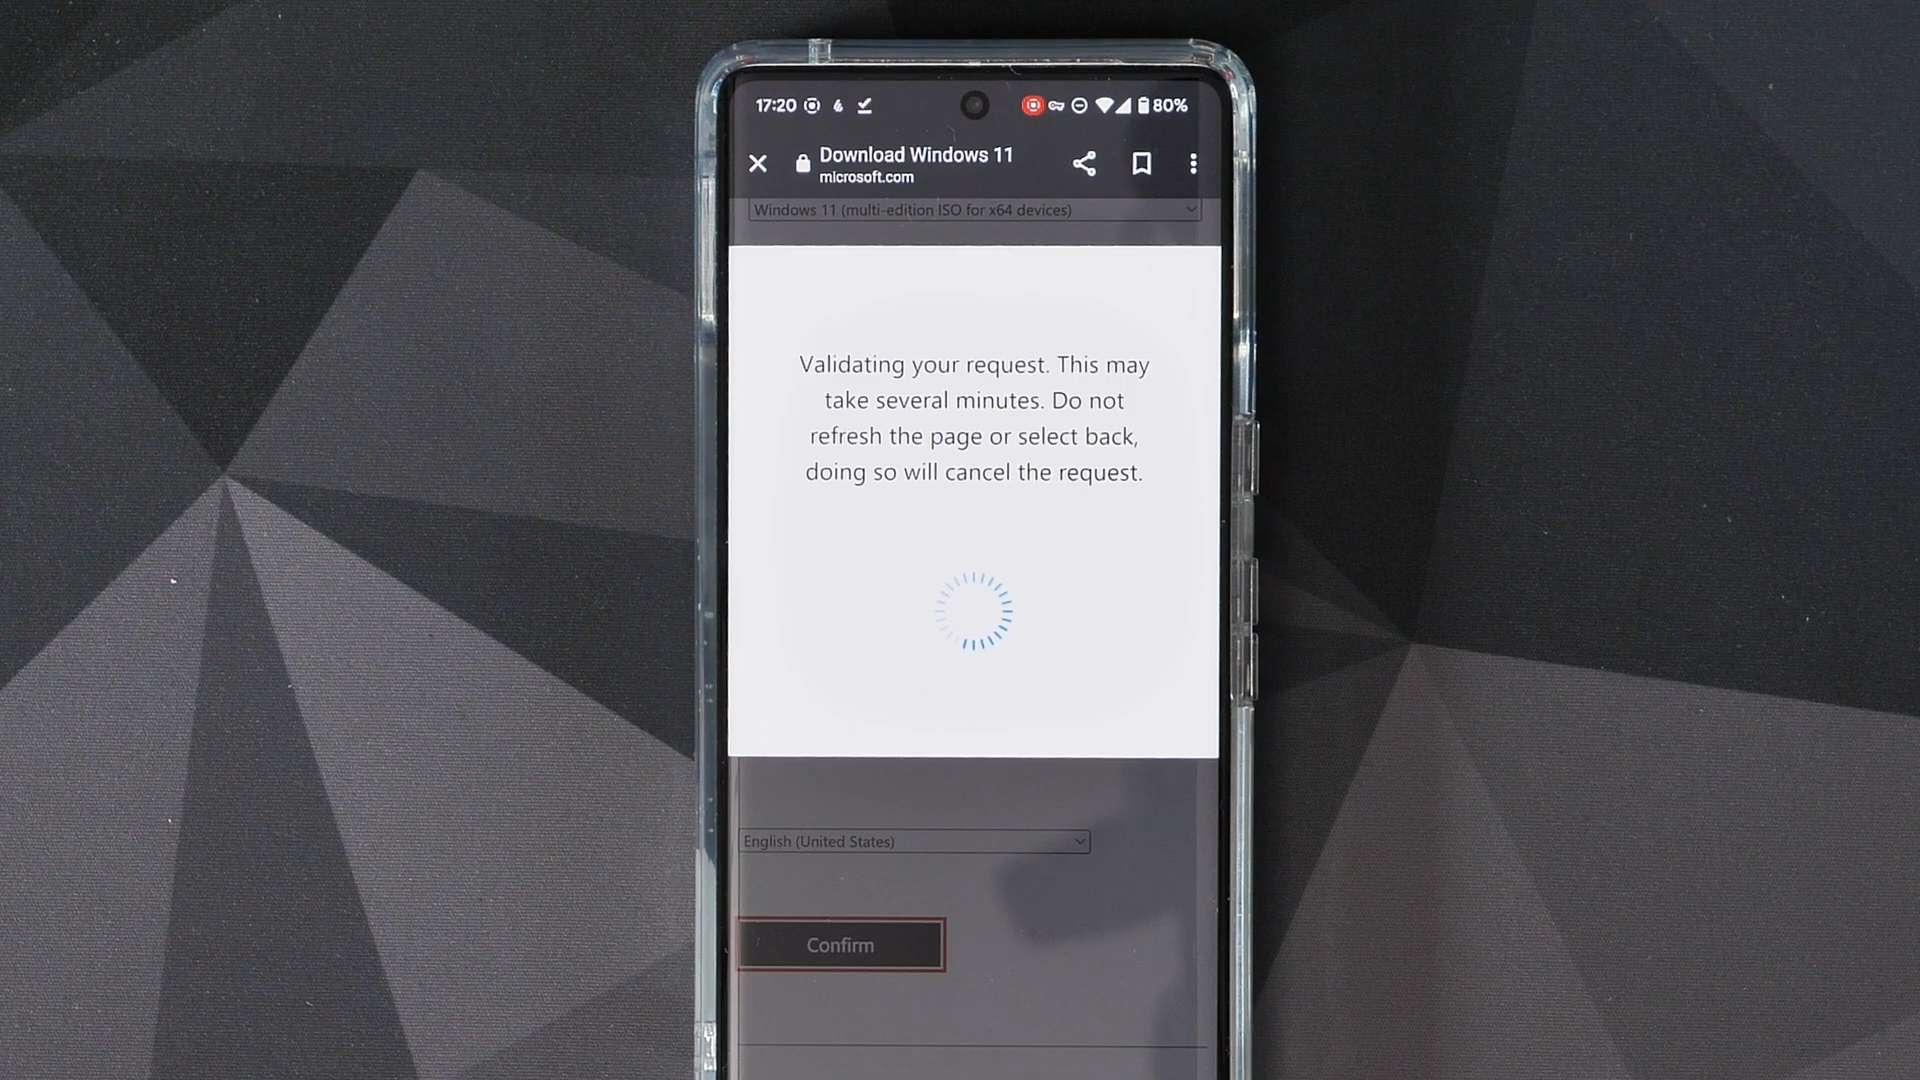 17:20 80%
Download Windows 11
microsoft.com
Windows 11 (multi-edition ISO for x64 devices)
Validating your request. This may
take several minutes. Do not
refresh the page or select back,
doing so will cancel the request.
English (United States)
Confirm